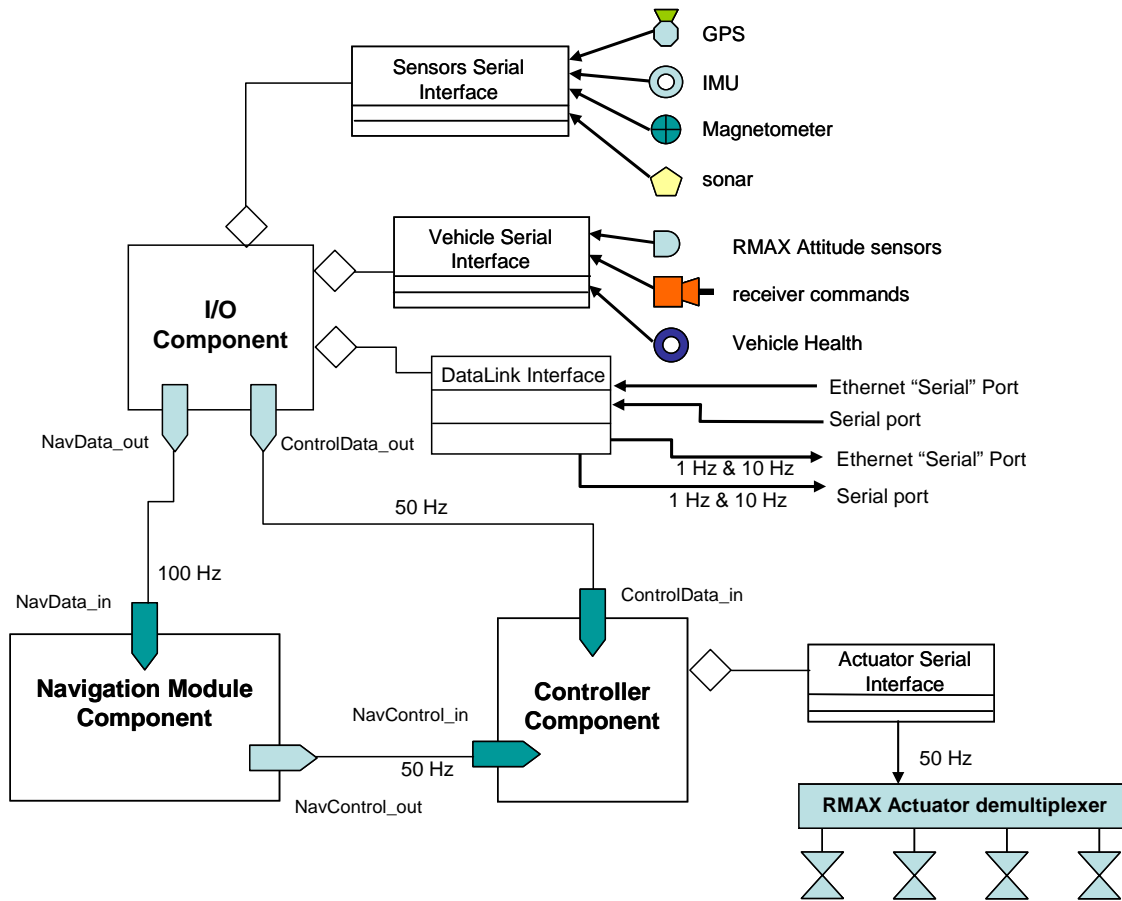 Sensors Serial
Interface
GPS
IMU
Magnetometer
sonar
Vehicle Serial
Interface
RMAX Attitude sensors
receiver commands
Vehicle Health
I/O
Component
DataLink Interface
Ethernet “Serial” Port
Serial port
Ethernet “Serial” Port
1 Hz & 10 Hz
Serial port
1 Hz & 10 Hz
NavData_out
ControlData_out
50 Hz
100 Hz
NavData_in
ControlData_in
Navigation Module
Component
NavControl_in
Controller
Component
Actuator Serial
Interface
50 Hz
NavControl_out
50 Hz
RMAX Actuator demultiplexer